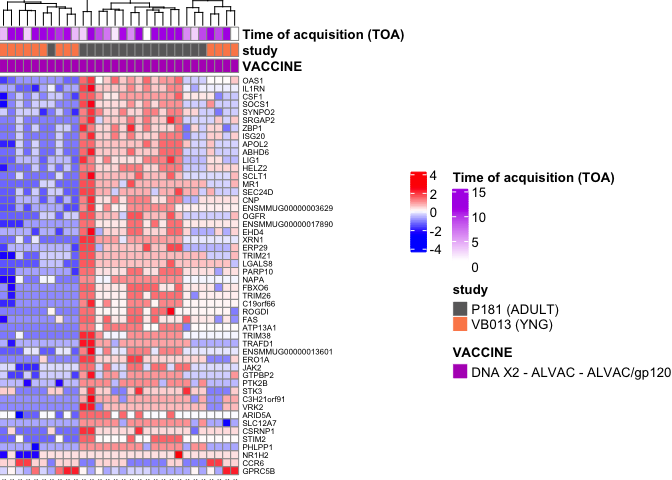 Time of acquisition (TOA)
study
VACCINE
OAS1
IL1RN
CSF1
SOCS1
SYNPO2
SRGAP2
ZBP1
ISG20
APOL2
ABHD6
LIG1
HELZ2
SCLT1
MR1
SEC24D
CNP
ENSMMUG00000003629
OGFR
ENSMMUG00000017890
EHD4
XRN1
ERP29
TRIM21
LGALS8
PARP10
NAPA
FBXO6
TRIM26
C19orf66
ROGDI
FAS
ATP13A1
TRIM38
TRAFD1
ENSMMUG00000013601
ERO1A
JAK2
GTPBP2
PTK2B
STK3
C3H21orf91
VRK2
ARID5A
SLC12A7
CSRNP1
STIM2
PHLPP1
NR1H2
CCR6
GPRC5B
4
2
0
-2
-4
Time of acquisition (TOA)
15
10
5
0
study
P181 (ADULT)
VB013 (YNG)
VACCINE
DNA X2 - ALVAC - ALVAC/gp120